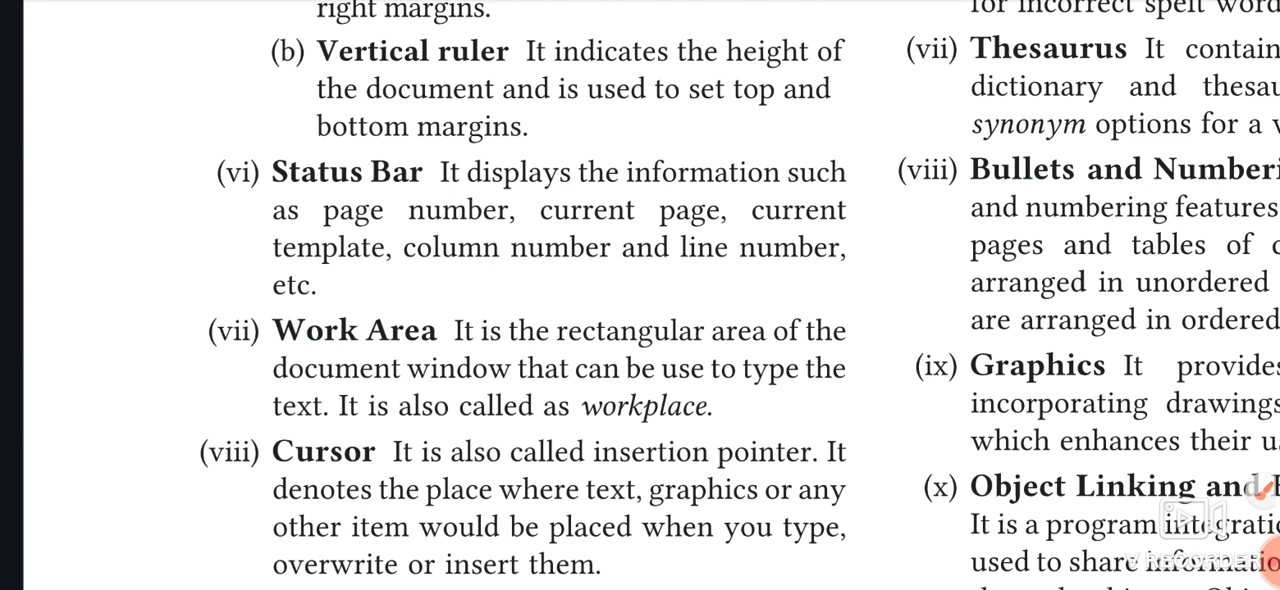 right margins.
(b) Vertical ruler It indicates the height of
the document and is used to set top and
bottom margins.
(vi) Status Bar It displays the information such
as page number, current page, current
template, column number and line number,
etc.
(vii) Work Area It is the rectangular area of the
document window that can be use to type the
text. It is also called as workplace.
(viii) Cursor It is also called insertion pointer. It
denotes the place where text, graphics or any
other item would be placed when you type,
overwrite or insert them.
for incorrect spelt word
(vii) Thesaurus It contain
dictionary and thesau
synonym options for a
(viii) Bullets and Numberi
and numbering features
pages and tables of
arranged in unordered
are arranged in ordered
(ix) Graphics It provides
incorporating drawings
which enhances their
(x) Object Linking and
It is a program integratio
used to share informatio
V RECORDER